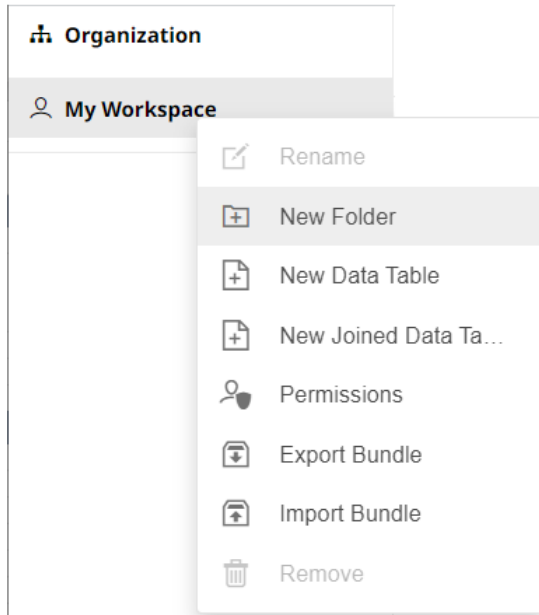 Organization
My Workspace
Rename
New Folder
New Data Table
New Joined Data Ta...
Permissions
Export Bundle
Import Bundle
Remove